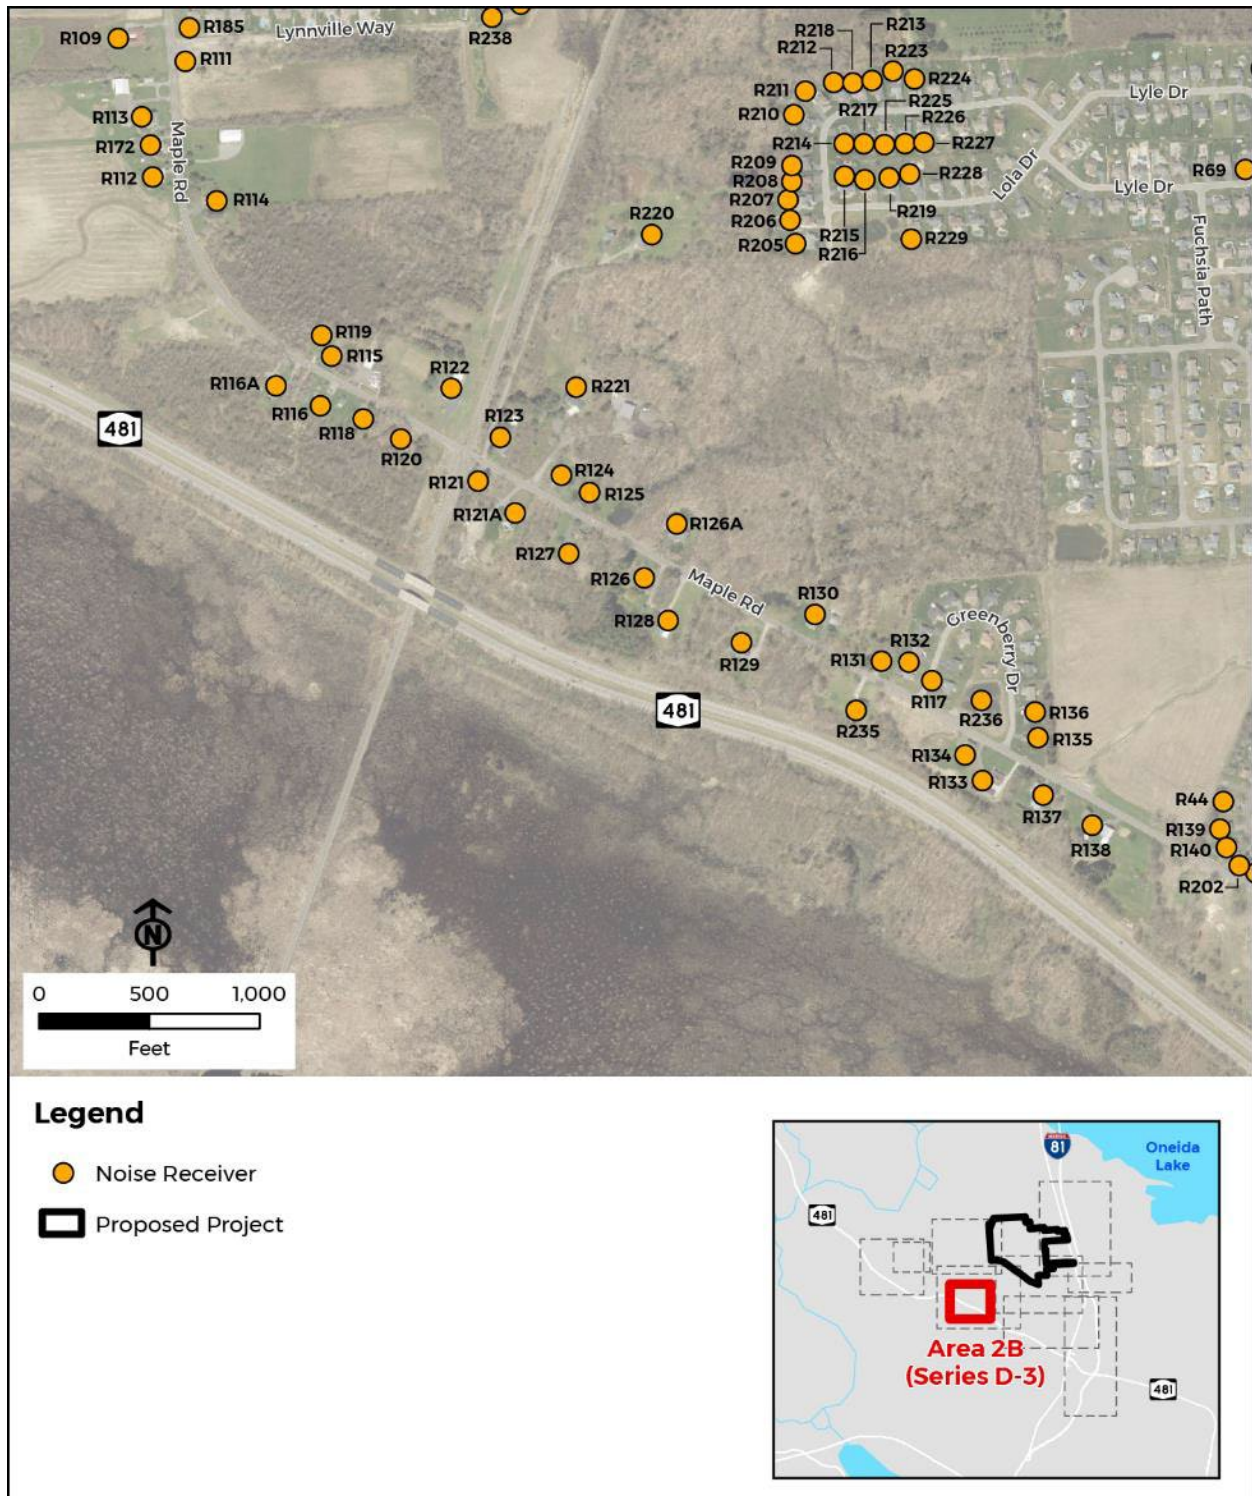 R109
R185
Lynnville Way
R238
R111
R113
R172
R112
Maple Rd
R114
R218
R213
R212
R223
R211
R224
R210
R217
R225
R226
R214
R227
R209
R208
R228
R207
R206
R215
R219
R205
R216
R229
R220
Lyle Dr
Lola Dr
Lyle Dr
R69
Fuchsia Path
R119
R115
R116A
R122
R221
R116
R118
R123
R120
481
R124
R121
R125
R121A
R126A
R127
R126
Maple Rd
R130
R128
Greenberry Dr
R129
R132
R131
R117
481
R235
R236
R136
R135
R134
R133
R137
R138
R44
R139
R140
R202
N
0 500 1,000
Feet
Legend
Noise Receiver
Proposed Project
81
Oneida
Lake
481
Area 2B
(Series D-3)
481